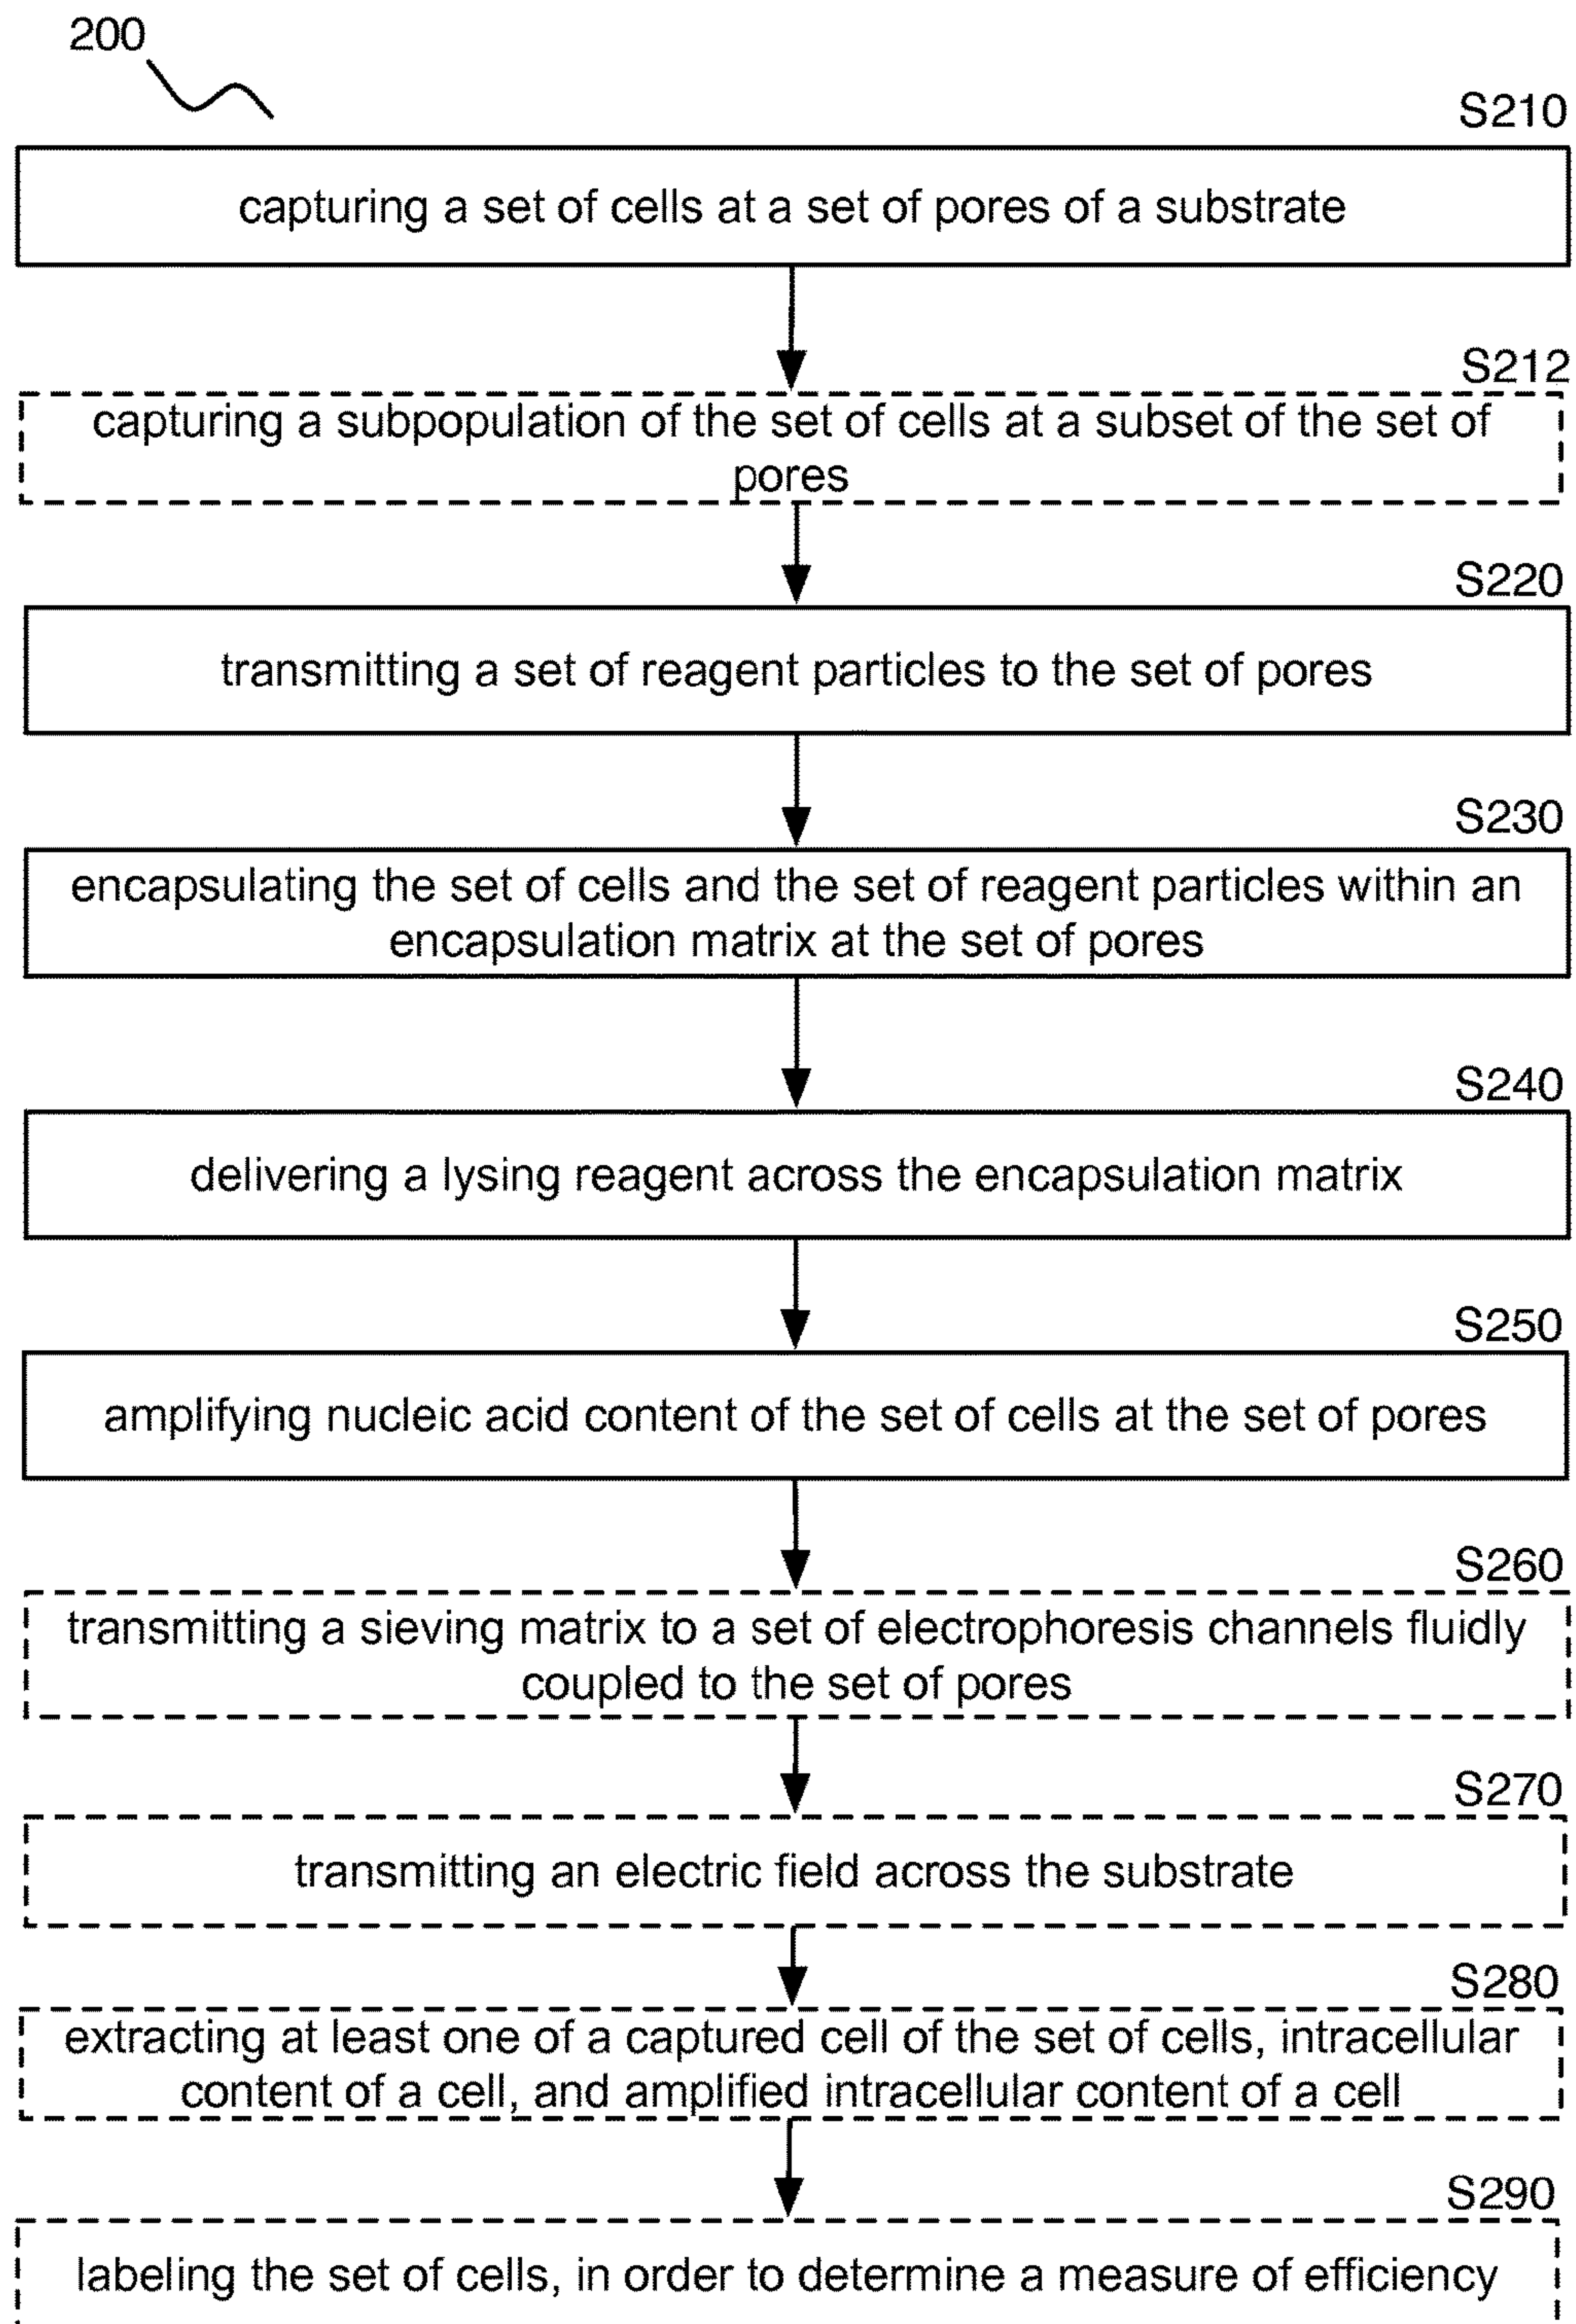 200
S210
capturing a set of cells at a set of pores of a substrate
S212
capturing a subpopulation of the set of cells at a subset of the set of
pores
S220
transmitting a set of reagent particles to the set of pores
S230
encapsulating the set of cells and the set of reagent particles within an
encapsulation matrix at the set of pores
S240
delivering a lysing reagent across the encapsulation matrix
S250
amplifying nucleic acid content of the set of cells at the set of pores
S260
transmitting a sieving matrix to a set of electrophoresis channels fluidly
coupled to the set of pores
S270
transmitting an electric field across the substrate
S280
extracting at least one of a captured cell of the set of cells, intracellular
content of a cell, and amplified intracellular content of a cell
S290
labeling the set of cells, in order to determine a measure of efficiency